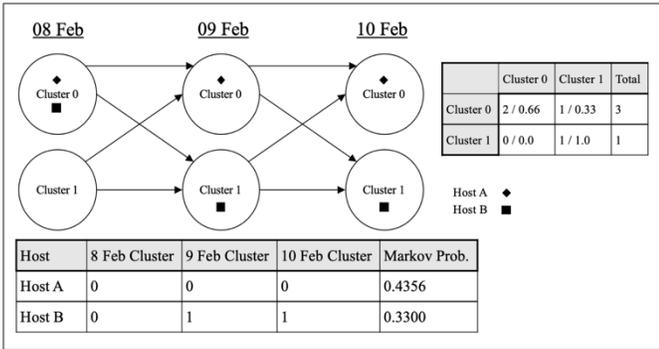 08 Feb 09 Feb 10 Feb
Cluster 0 Cluster 0 Cluster 0
Cluster 1 Cluster 1 Cluster 1
Cluster 0 Cluster 1 Total
Cluster 0 2 / 0.66 1 / 0.33 3
Cluster 1 0 / 0.0 1 / 1.0 1
Host A
Host B
Host 8 Feb Cluster 9 Feb Cluster 10 Feb Cluster Markov Prob.
Host A 0 0 0 0.4356
Host B 0 1 1 0.3300